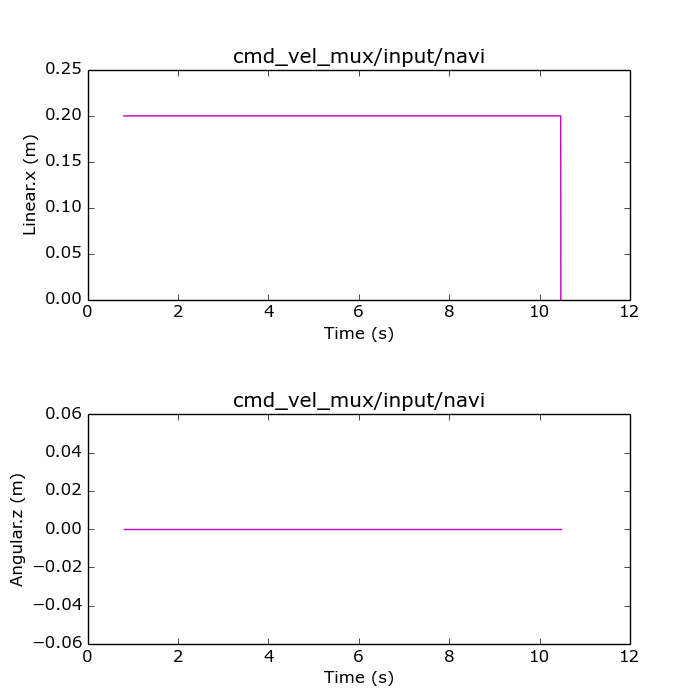 cmd_vel_mux/input/navi
0.25
0.20
0.15
0.10
0.05
0.00
Linear.x (m)
0 2 4 6 8 10 12
Time (s)
cmd_vel_mux/input/navi
0.06
0.04
0.02
0.00
−0.02
−0.04
−0.06
Angular.z (m)
0 2 4 6 8 10 12
Time (s)